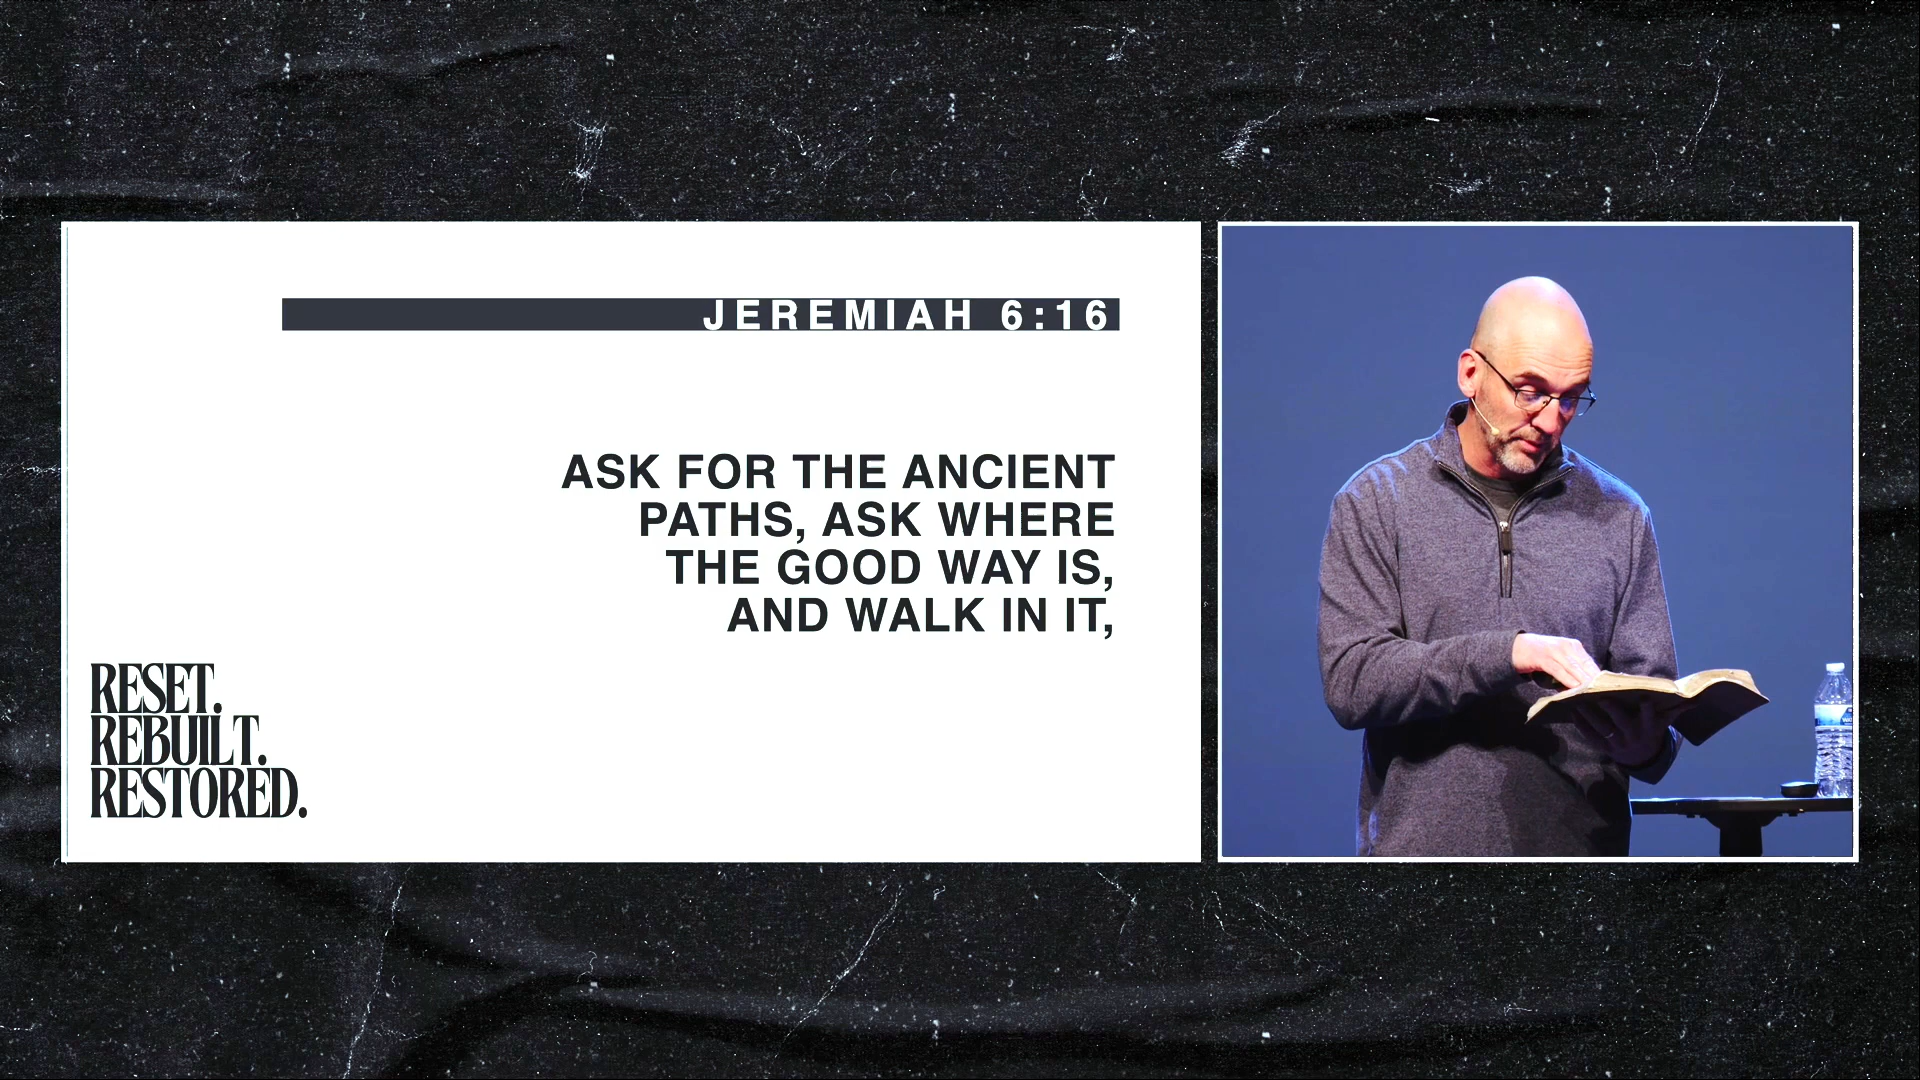 JEREMIAH 6:16
ASK FOR THE ANCIENT
PATHS, ASK WHERE
THE GOOD WAY IS,
AND WALK IN IT,
RESET.
REBUILT.
RESTORED.